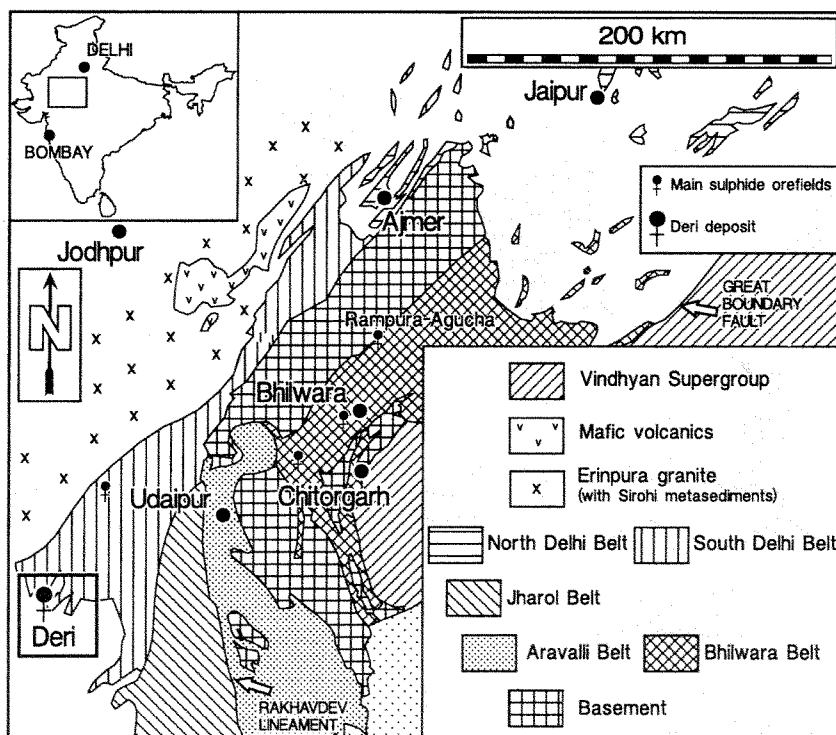 DELHI
BOMBAY
200 km
Jaipur
Main sulphide orefields
Deri deposit
Ajmer
Jodhpur
N
GREAT
BOUNDARY
FAULT
Rampura-Agucha
Bhilwara
Chitorgarh
Udaipur
Deri
RAKHAVDEV
LINEAMENT
Vindhyan Supergroup
Mafic volcanics
Erinpura granite
(with Sirohi metasediments)
North Delhi Belt
South Delhi Belt
Jharol Belt
Aravalli Belt
Bhilwara Belt
Basement